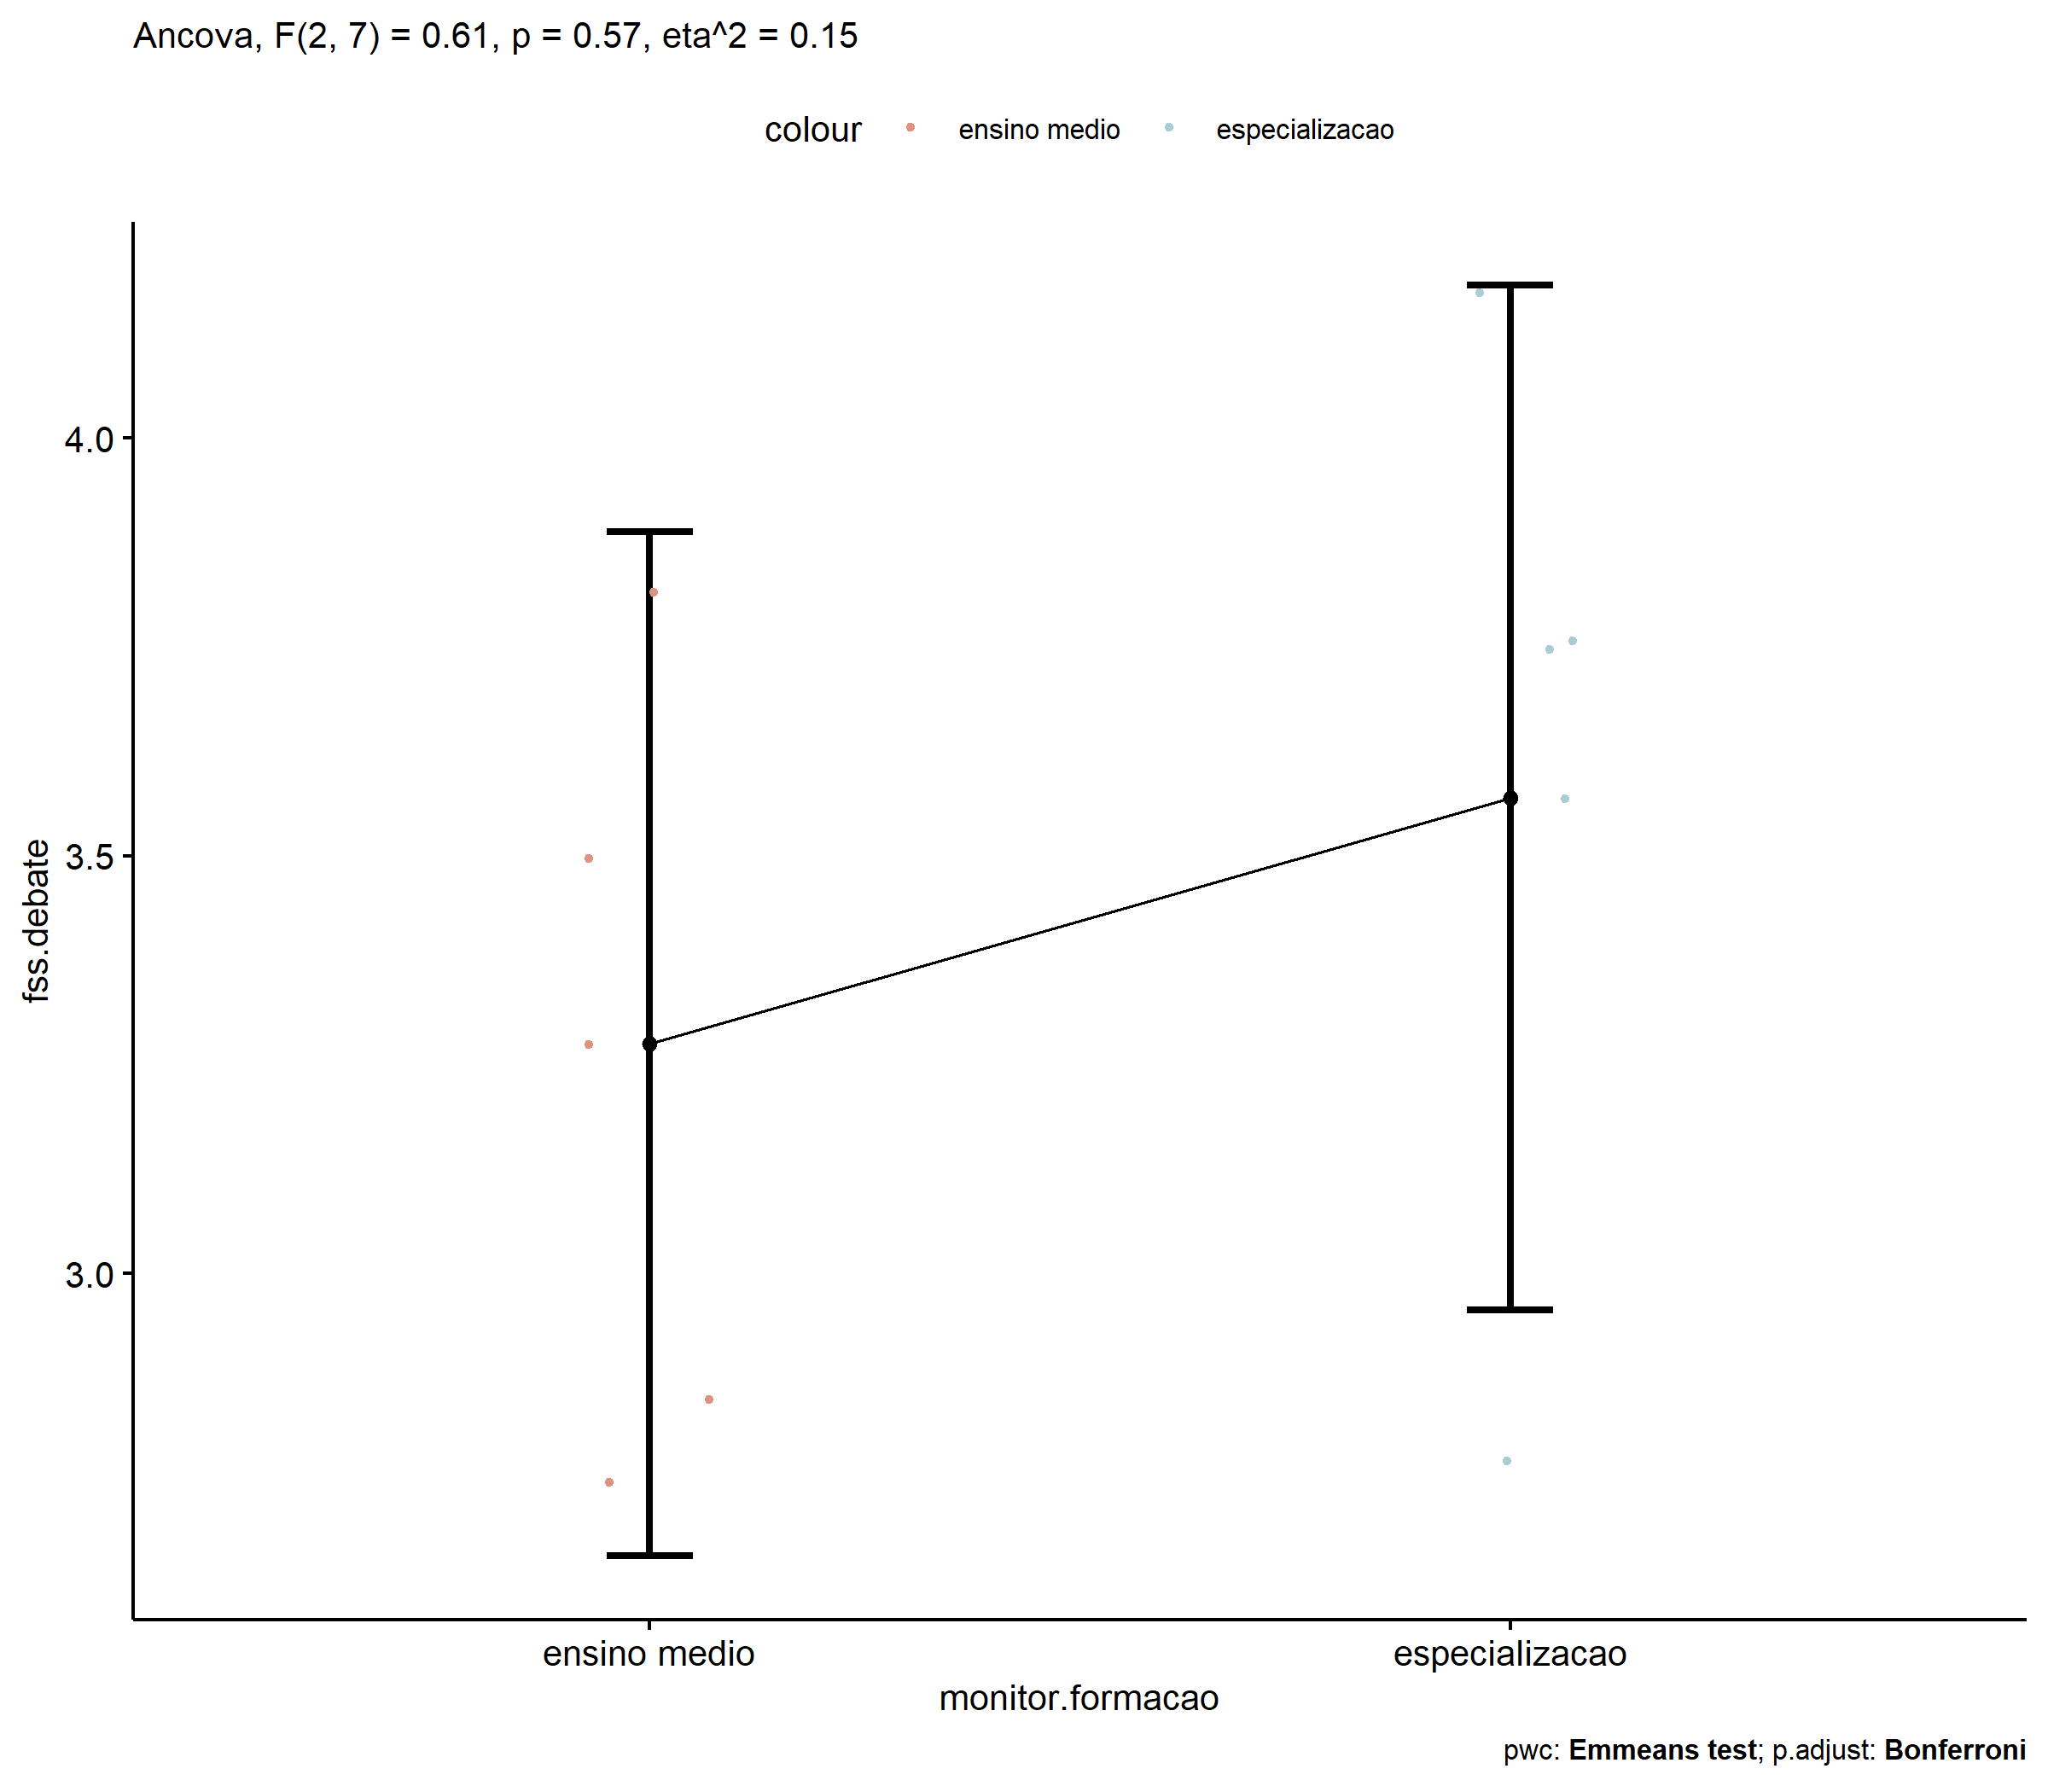 Ancova, F(2, 7) = 0.61, p = 0.57, eta^2 = 0.15
colour ensino medio especializacao
4.0
3.5
3.0
fss.debate
ensino medio especializacao
monitor.formacao
pwc: Emmeans test; p.adjust: Bonferroni